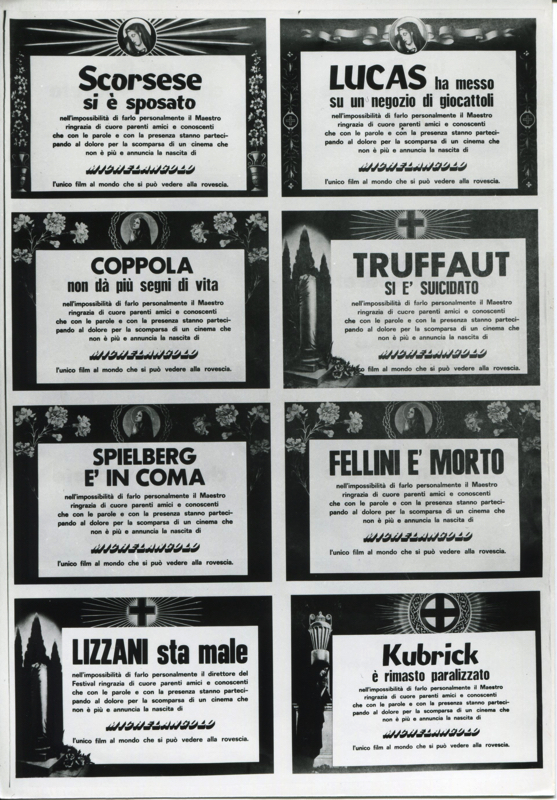 Scorsese
si è sposato
nell'impossibilità di farlo personalmente il Maestro
ringrazia di cuore parenti amici e conoscenti
che con le parole e con la presenza stanno parteci-
pando al dolore per la scomparsa di un cinema che
non è più e annuncia la nascita di
MICHELANGOLO
l'unico film al mondo che si può vedere alla rovescia.
LUCAS ha messo
su un negozio di giocattoli
nell'impossibilità di farlo personalmente il Maestro
ringrazia di cuore parenti amici e conoscenti
che con le parole e con la presenza stanno parteci-
pando al dolore per la scomparsa di un cinema che
non è più e annuncia la nascita di
MICHELANGOLO
l'unico film al mondo che si può vedere alla rovescia.
COPPOLA
non dà più segni di vita
nell'impossibilità di farlo personalmente il Maestro
ringrazia di cuore parenti amici e conoscenti
che con le parole e con la presenza stanno parteci-
pando al dolore per la scomparsa di un cinema che
non è più e annuncia la nascita di
MICHELANGOLO
l'unico film al mondo che si può vedere alla rovescia.
TRUFFAUT
SI E' SUICIDATO
nell'impossibilità di farlo personalmente il Maestro
ringrazia di cuore parenti amici e conoscenti
che con le parole e con la presenza stanno parteci-
pando al dolore per la scomparsa di un cinema che
non è più e annuncia la nascita di
MICHELANGOLO
film al mondo che si può vedere alla rovescia.
SPIELBERG
E' IN COMA
nell'impossibilità di farlo personalmente il Maestro
ringrazia di cuore parenti amici e conoscenti
che con le parole e con la presenza stanno parteci-
pando al dolore per la scomparsa di un cinema che
non è più e annuncia la nascita di
MICHELANGOLO
l'unico film al mondo che si può vedere alla rovescia.
FELLINI E' MORTO
nell'impossibilità di farlo personalmente il Maestro
ringrazia di cuore parenti amici e conoscenti
che con le parole e con la presenza stanno parteci-
pando al dolore per la scomparsa di un cinema che
non è più e annuncia la nascita di
MICHELANGOLO
l'unico film al mondo che si può vedere alla rovescia.
LIZZANI sta male
nell'impossibilità di farlo personalmente il direttore del
Festival ringrazia di cuore parenti amici e conoscenti
che con le parole e con la presenza stanno parteci-
pando al dolore per la scomparsa di un cinema che
non è più e annuncia la nascita di
MICHELANGOLO
l'unico film al mondo che si può vedere alla rovescia.
Kubrick
è rimasto paralizzato
nell'impossibilità di farlo personalmente il Maestro
ringrazia di cuore parenti amici e conoscenti
che con le parole e con la presenza stanno parteci-
pando al dolore per la scomparsa di un cinema che
non è più e annuncia la nascita di
MICHELANGOLO
l'unico film al mondo che si può vedere alla rovescia.